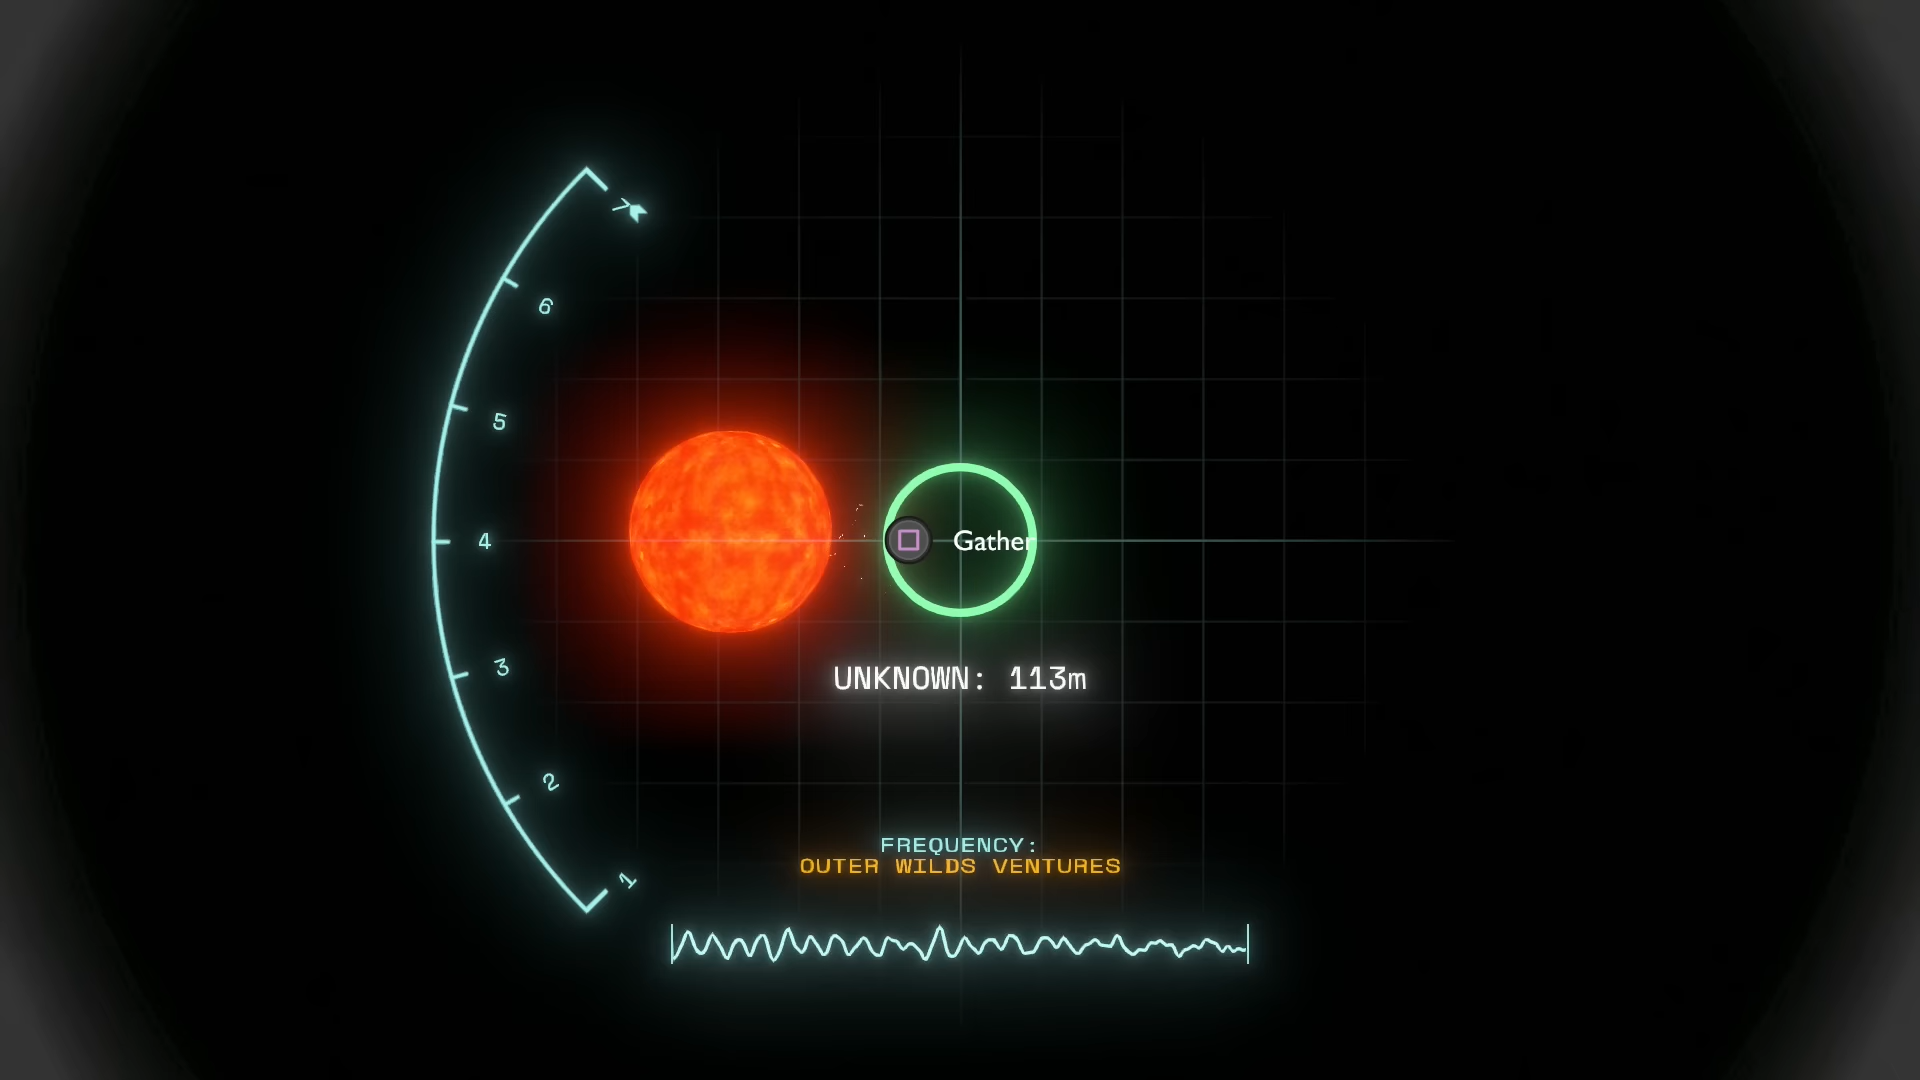 7
6
5
4
3
2
1
Gather
UNKNOWN: 113m
FREQUENCY:
OUTER WILDS VENTURES